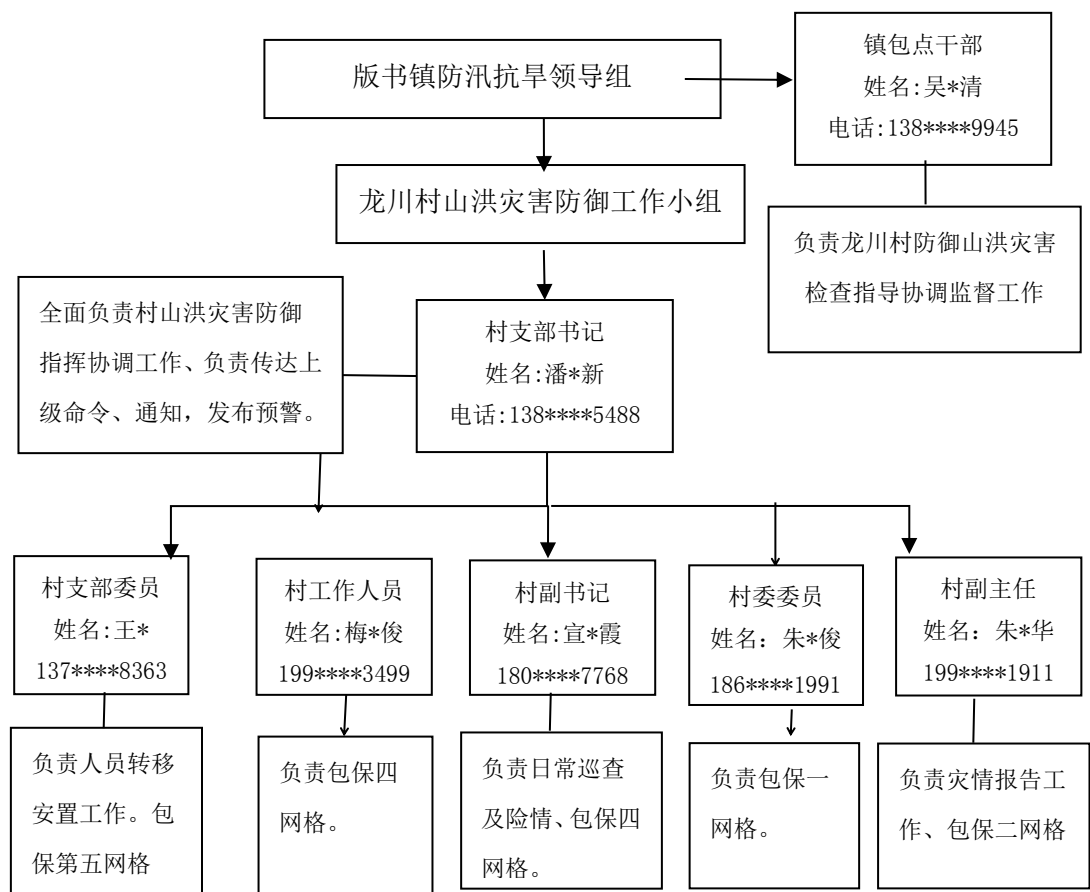 版书镇防汛抗旱领导组
镇包点干部
姓名:吴*清
电话:138****9945
龙川村山洪灾害防御工作小组
负责龙川村防御山洪灾害
检查指导协调监督工作
全面负责村山洪灾害防御
指挥协调工作、负责传达上
级命令、通知，发布预警。
村支部书记
姓名:潘*新
电话:138****5488
村支部委员
姓名:王*
137****8363
村工作人员
姓名:梅*俊
199****3499
村副书记
姓名:宣*霞
180****7768
村委委员
姓名：朱*俊
186****1991
村副主任
姓名：朱*华
199****1911
负责人员转移
安置工作。包
保第五网格
负责包保四
网格。
负责日常巡查
及险情、包保四
网格。
负责包保一
网格。
负责灾情报告工
作、包保二网格